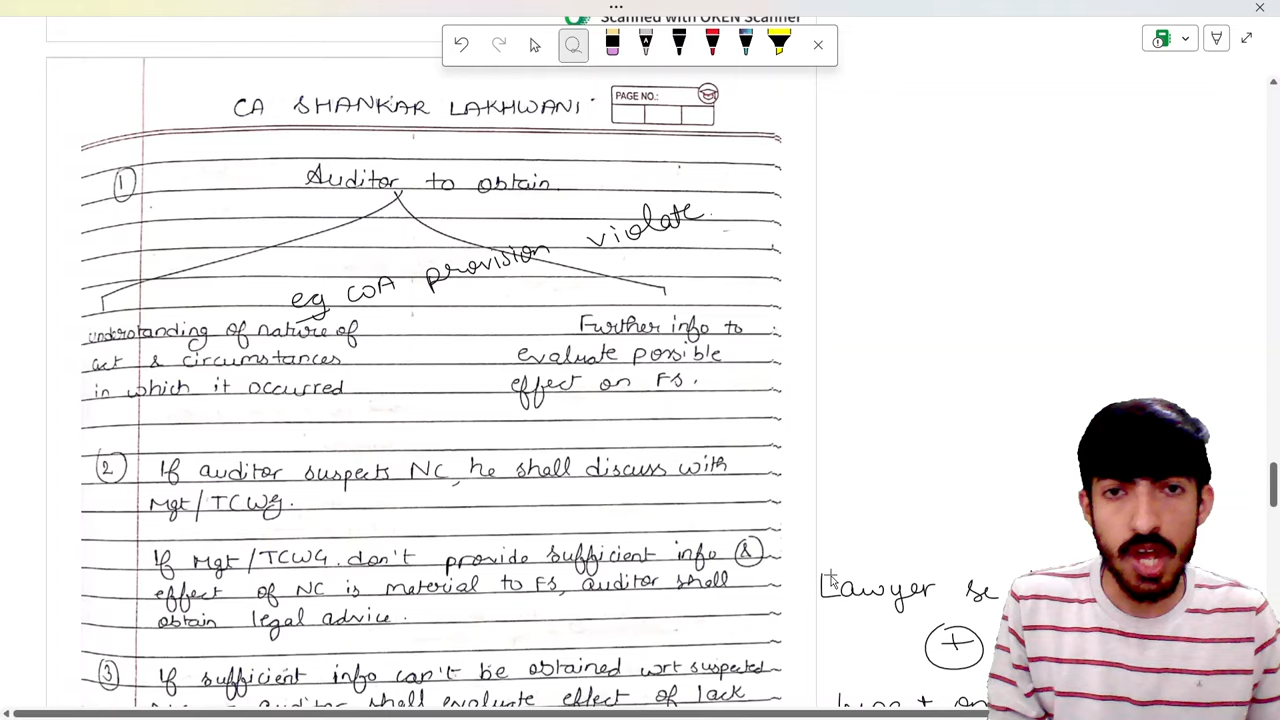 Scanned with OKEN Scanner
CA SHANKAR LAKHWANI
PAGE NO.:
① Auditor to obtain
eg CoA provision violate.
understanding of nature of
act & circumstances
in which it occurred
Further info to
evaluate possible
effect on FS.
② If auditor suspects NC, he shall discuss with
Mgt/TCWG.
If Mgt/TCWG don't provide sufficient info &
effect of NC is material to FS, auditor shall
obtain legal advice.
③ If sufficient info can't be obtained wrt suspected
auditor shall evaluate effect of lack
Lawyer se
+